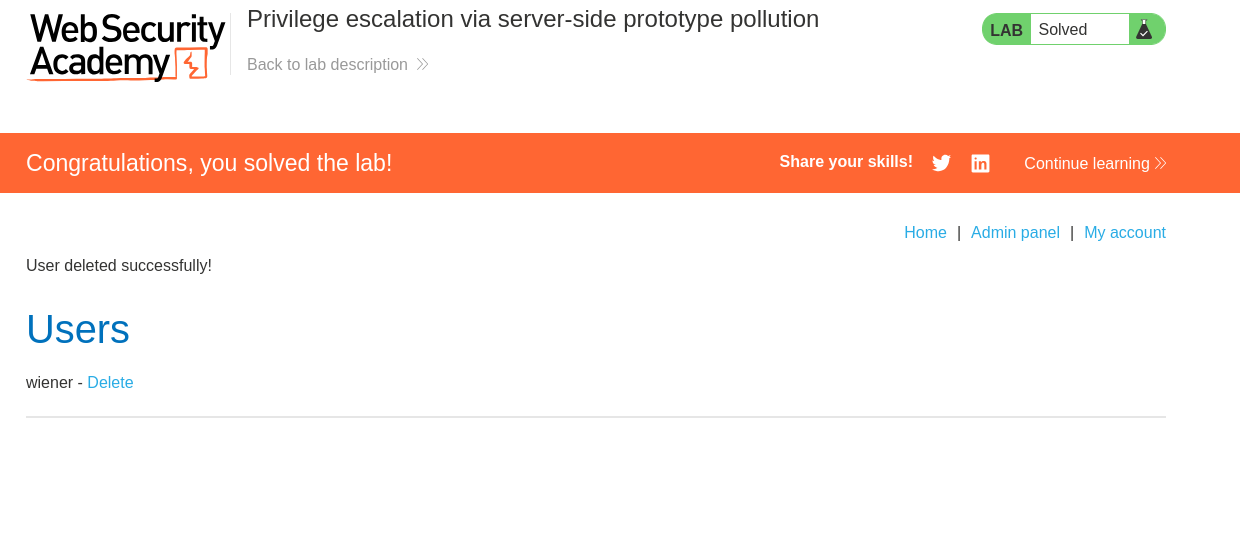 Web Security
Academy
Privilege escalation via server-side prototype pollution
Back to lab description
LAB Solved
Congratulations, you solved the lab!
Share your skills!
Continue learning
Home | Admin panel | My account
User deleted successfully!
Users
wiener - Delete